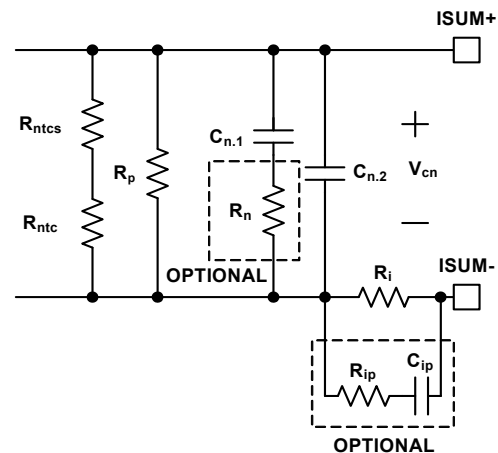 ISUM+
Rntcs
Cn.1
Rp
Cn.2
+
Vcn
Rn
Rntc
−
OPTIONAL
Ri
ISUM-
Rip
Cip
OPTIONAL